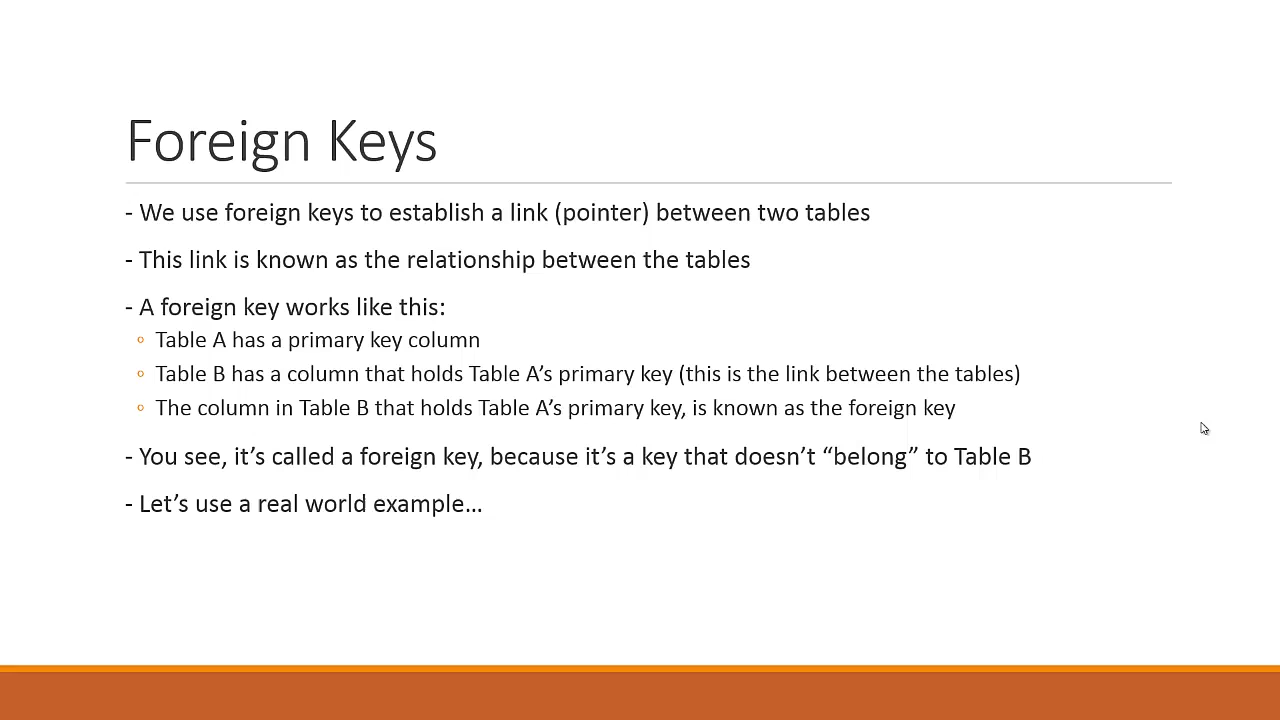 Foreign Keys
- We use foreign keys to establish a link (pointer) between two tables
- This link is known as the relationship between the tables
- A foreign key works like this:
◦ Table A has a primary key column
◦ Table B has a column that holds Table A’s primary key (this is the link between the tables)
◦ The column in Table B that holds Table A’s primary key, is known as the foreign key
- You see, it’s called a foreign key, because it’s a key that doesn’t “belong” to Table B
- Let’s use a real world example…